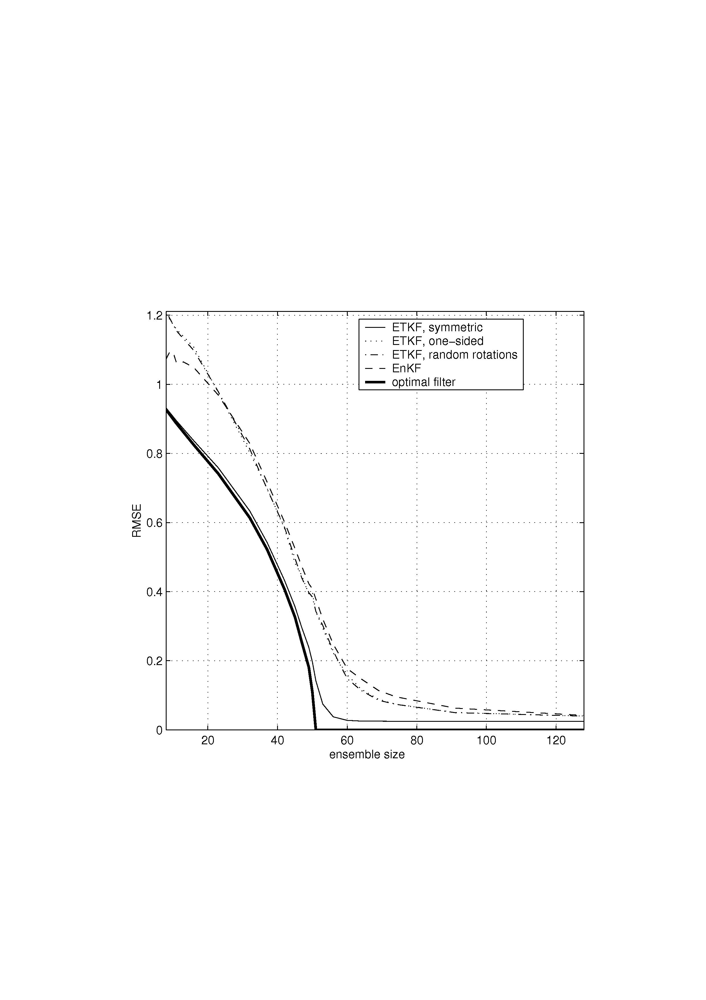 1.2
1
0.8
0.6
0.4
0.2
0
RMSE
ETKF, symmetric
ETKF, one−sided
ETKF, random rotations
EnKF
optimal filter
20 40 60 80 100 120
ensemble size